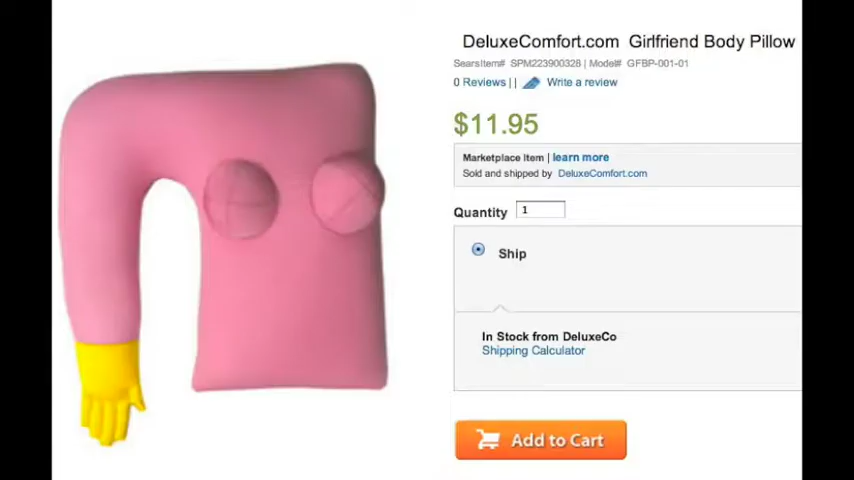 DeluxeComfort.com Girlfriend Body Pillow
SearsItem# SPM223900328 | Model# GFBP-001-01
0 Reviews | | Write a review
$11.95
Marketplace Item | learn more
Sold and shipped by DeluxeComfort.com
Quantity 1
Ship
In Stock from DeluxeCo
Shipping Calculator
Add to Cart